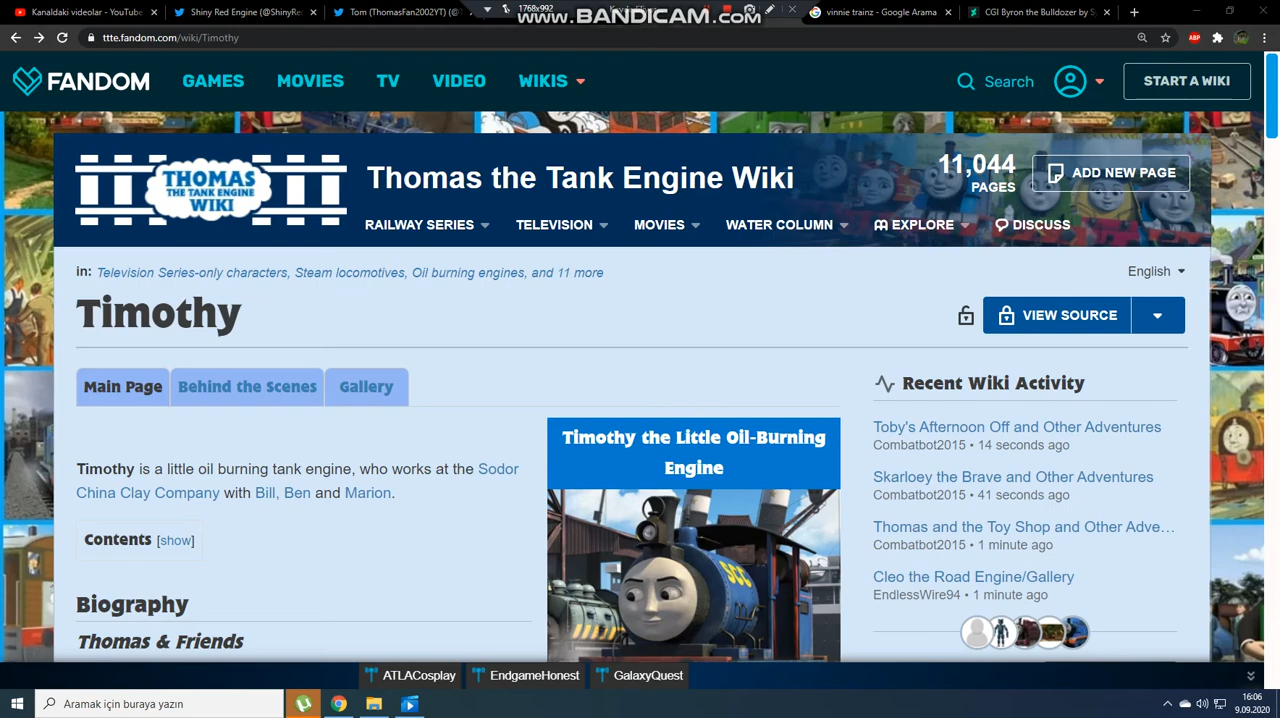 Kanaldaki videolar - YouTube
Shiny Red Engine (@ShinyRe
Tom (ThomasFan2002YT) (@
1768x992
www.BANDICAM.com
vinnie trainz - Google Arama
CGI Byron the Bulldozer by S
ttte.fandom.com/wiki/Timothy
ABP
FANDOM
GAMES
MOVIES
TV
VIDEO
WIKIS
Search
START A WIKI
THOMAS
THE TANK ENGINE
WIKI
Thomas the Tank Engine Wiki
11,044
PAGES
ADD NEW PAGE
RAILWAY SERIES
TELEVISION
MOVIES
WATER COLUMN
EXPLORE
DISCUSS
in: Television Series-only characters, Steam locomotives, Oil burning engines, and 11 more
English
Timothy
VIEW SOURCE
Main Page
Behind the Scenes
Gallery
Timothy is a little oil burning tank engine, who works at the Sodor
China Clay Company with Bill, Ben and Marion.
Contents [show]
Biography
Thomas & Friends
Timothy the Little Oil-Burning
Engine
SCC
Recent Wiki Activity
Toby's Afternoon Off and Other Adventures
Combatbot2015 • 14 seconds ago
Skarloey the Brave and Other Adventures
Combatbot2015 • 41 seconds ago
Thomas and the Toy Shop and Other Adve…
Combatbot2015 • 1 minute ago
Cleo the Road Engine/Gallery
EndlessWire94 • 1 minute ago
ATLACosplay
EndgameHonest
GalaxyQuest
Aramak için buraya yazın
16:06
9.09.2020